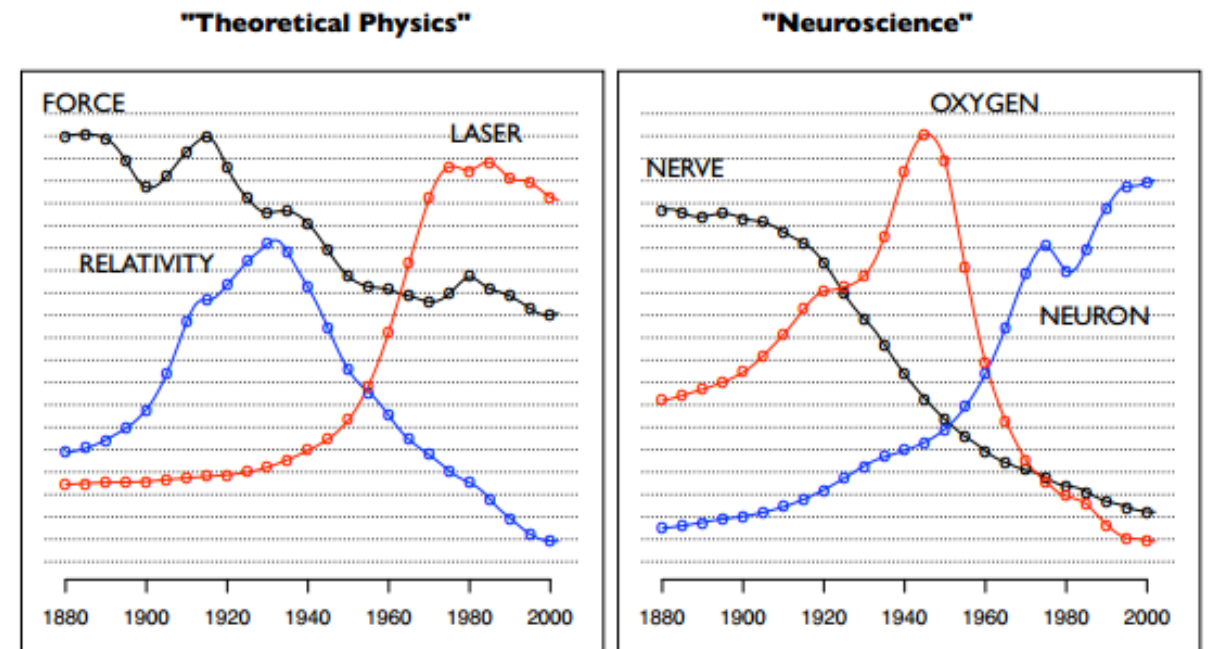 "Theoretical Physics"
"Neuroscience"
FORCE
LASER
RELATIVITY
1880 1900 1920 1940 1960 1980 2000
OXYGEN
NERVE
NEURON
1880 1900 1920 1940 1960 1980 2000